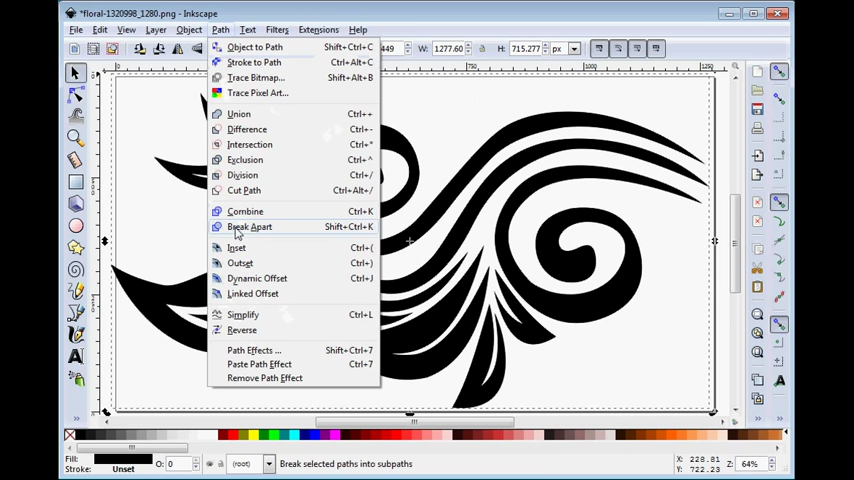 *floral-1320998_1280.png - Inkscape
File Edit View Layer Object Path Text Filters Extensions Help
449 W: 1277.60 H: 715.277 px
Object to Path Shift+Ctrl+C
Stroke to Path Ctrl+Alt+C
Trace Bitmap... Shift+Alt+B
Trace Pixel Art...
Union Ctrl++
Difference Ctrl+-
Intersection Ctrl+*
Exclusion Ctrl+^
Division Ctrl+/
Cut Path Ctrl+Alt+/
Combine Ctrl+K
Break Apart Shift+Ctrl+K
Inset Ctrl+(
Outset Ctrl+)
Dynamic Offset Ctrl+J
Linked Offset
Simplify Ctrl+L
Reverse
Path Effects ... Shift+Ctrl+7
Paste Path Effect Ctrl+7
Remove Path Effect
0 750 1000 1250
Fill:
Stroke: Unset O: 0 (root) Break selected paths into subpaths X: 228.81 Y: 722.23 Z: 64%